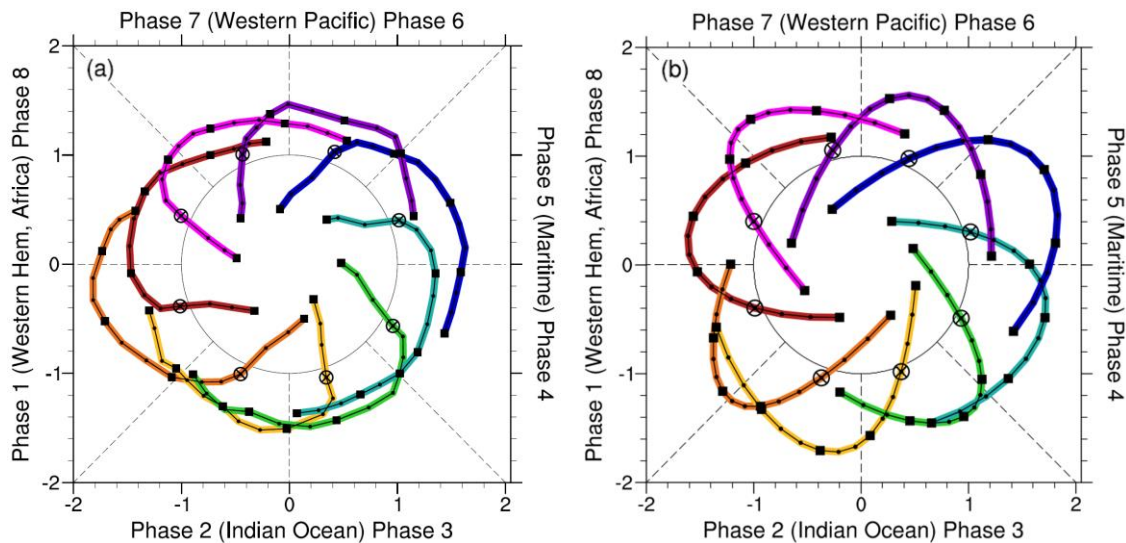 Phase 7 (Western Pacific) Phase 6
(a)
2
1
0
-1
-2
Phase 1 (Western Hem, Africa) Phase 8
Phase 5 (Maritime) Phase 4
-2 -1 0 1 2
Phase 2 (Indian Ocean) Phase 3
Phase 7 (Western Pacific) Phase 6
(b)
2
1
0
-1
-2
Phase 1 (Western Hem, Africa) Phase 8
Phase 5 (Maritime) Phase 4
-2 -1 0 1 2
Phase 2 (Indian Ocean) Phase 3